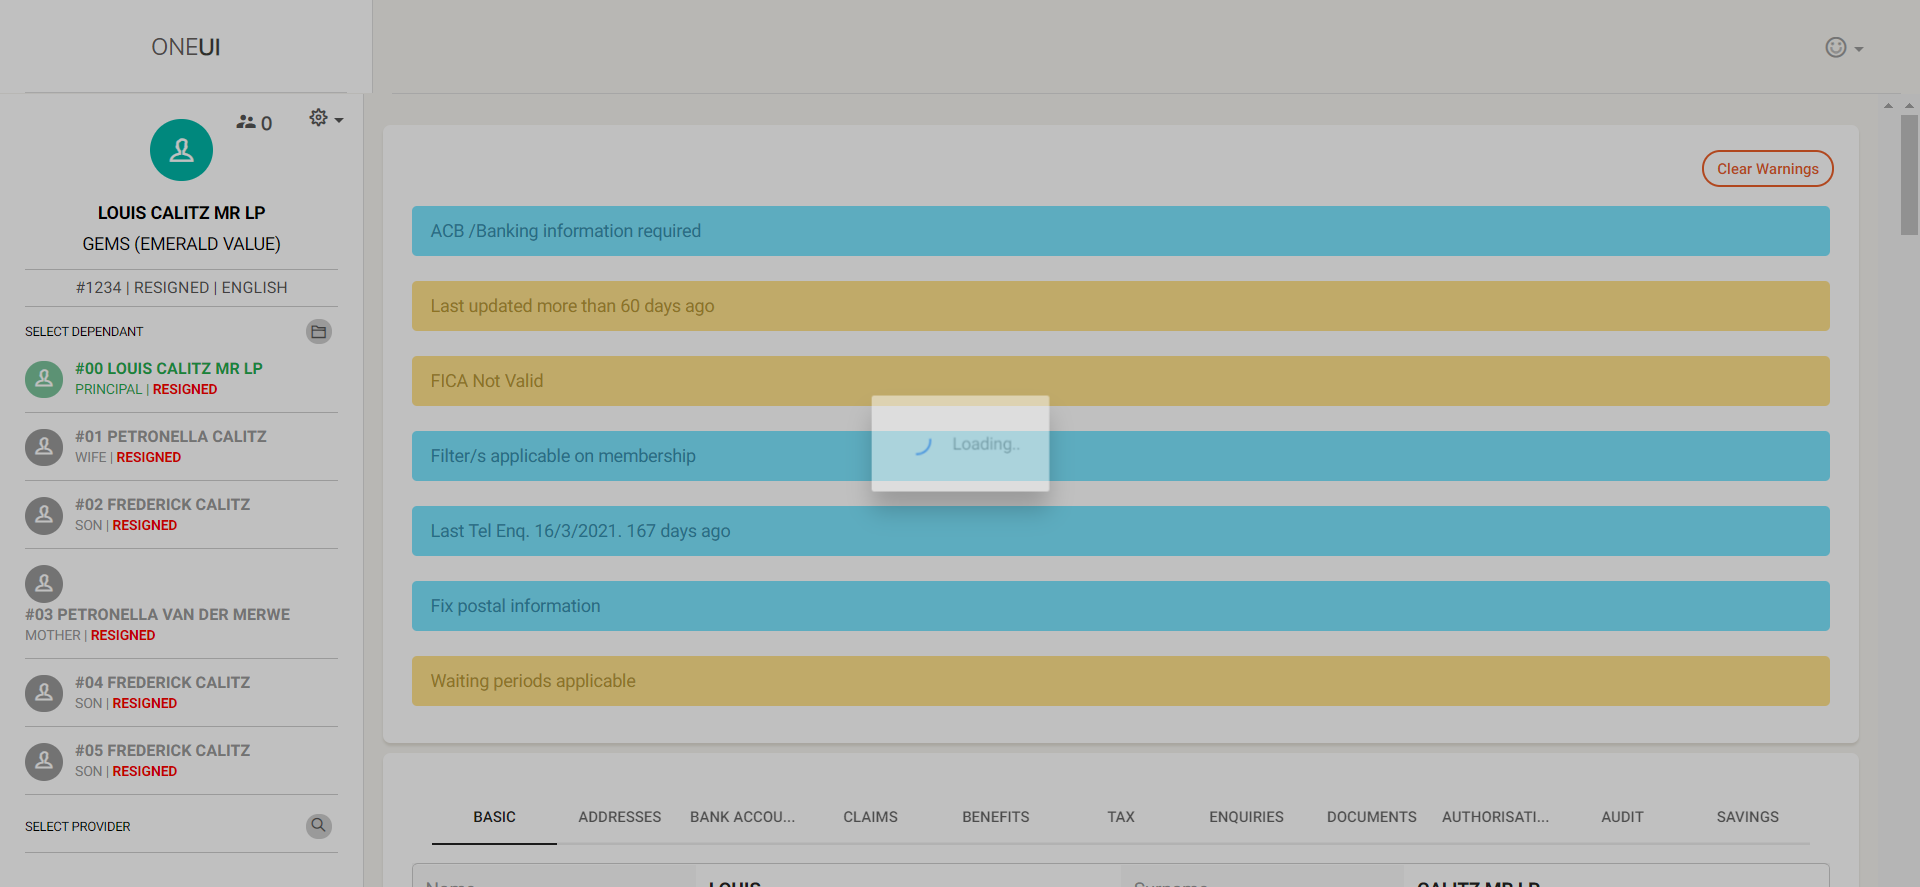 ONEUI
0
LOUIS CALITZ MR LP
GEMS (EMERALD VALUE)
#1234 | RESIGNED | ENGLISH
SELECT DEPENDANT
#00 LOUIS CALITZ MR LP
PRINCIPAL | RESIGNED
#01 PETRONELLA CALITZ
WIFE | RESIGNED
#02 FREDERICK CALITZ
SON | RESIGNED
#03 PETRONELLA VAN DER MERWE
MOTHER | RESIGNED
#04 FREDERICK CALITZ
SON | RESIGNED
#05 FREDERICK CALITZ
SON | RESIGNED
SELECT PROVIDER
Clear Warnings
ACB /Banking information required
Last updated more than 60 days ago
FICA Not Valid
Loading..
Filter/s applicable on membership
Last Tel Enq. 16/3/2021. 167 days ago
Fix postal information
Waiting periods applicable
BASIC ADDRESSES BANK ACCOU... CLAIMS BENEFITS TAX ENQUIRIES DOCUMENTS AUTHORISATI... AUDIT SAVINGS
Name LOUIS Surname CALITZ MR LP